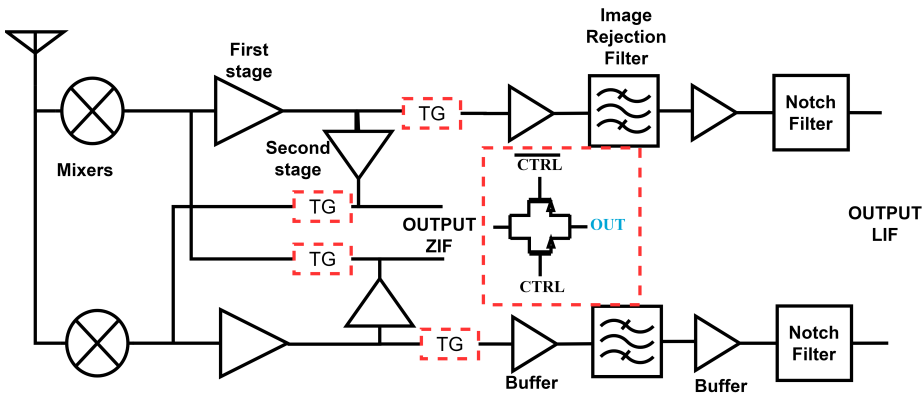 Image
Rejection
Filter
First
stage
TG
Notch
Filter
Mixers
Second
stage
CTRL
TG
OUTPUT
ZIF
OUT
OUTPUT
LIF
TG
CTRL
TG
Notch
Filter
Buffer
Buffer